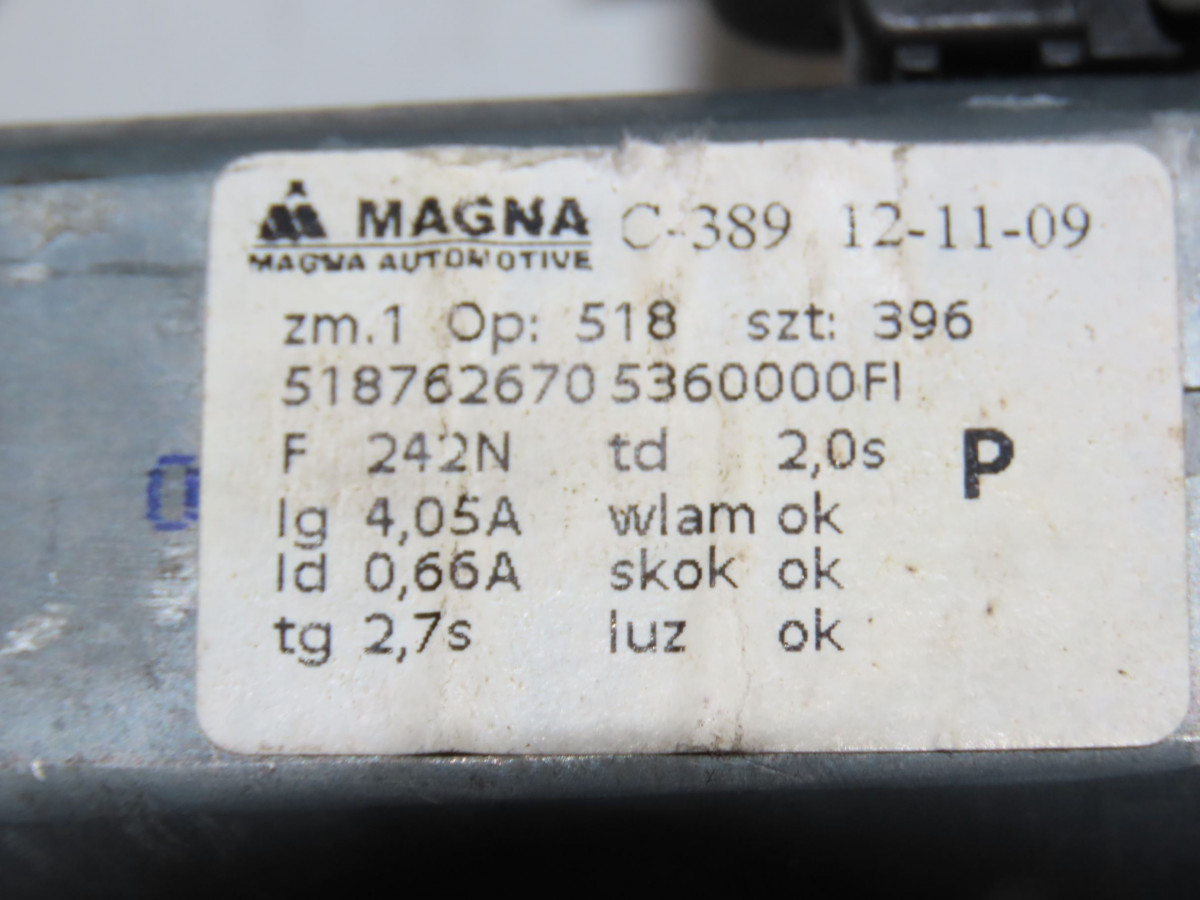 MAGNA C-389 12-11-09
MAGNA AUTOMOTIVE
zm.1 Op: 518 szt: 396
518762670 5360000FI
F 242N td 2,0s P
Ig 4,05A wlam ok
Id 0,66A skok ok
tg 2,7s luz ok
0